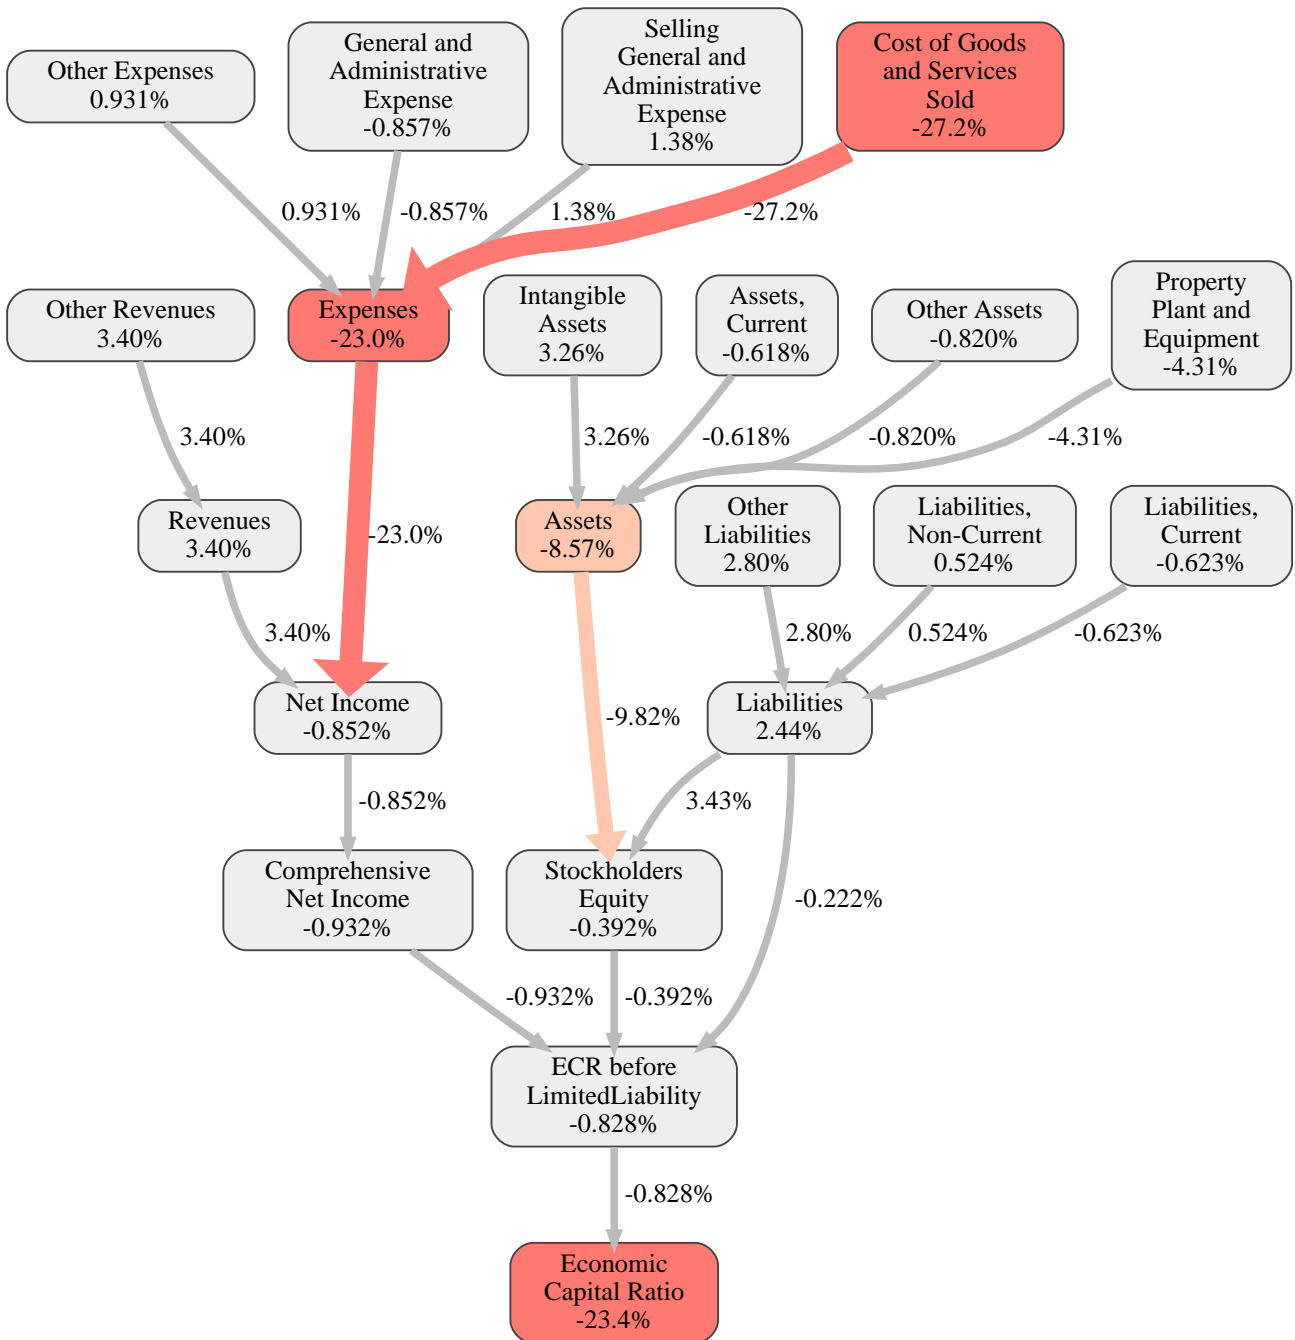 Other Expenses
0.931%
General and
Administrative
Expense
-0.857%
Selling
General and
Administrative
Expense
1.38%
Cost of Goods
and Services
Sold
-27.2%
0.931%
-0.857%
1.38%
-27.2%
Other Revenues
3.40%
Expenses
-23.0%
Intangible
Assets
3.26%
Assets,
Current
-0.618%
Other Assets
-0.820%
Property
Plant and
Equipment
-4.31%
3.40%
3.26%
-0.618%
-0.820%
-4.31%
Revenues
3.40%
-23.0%
Assets
-8.57%
Other
Liabilities
2.80%
Liabilities,
Non-Current
0.524%
Liabilities,
Current
-0.623%
3.40%
2.80%
0.524%
-0.623%
Net Income
-0.852%
-9.82%
Liabilities
2.44%
-0.852%
3.43%
Comprehensive
Net Income
-0.932%
Stockholders
Equity
-0.392%
-0.222%
-0.932%
-0.392%
ECR before
LimitedLiability
-0.828%
-0.828%
Economic
Capital Ratio
-23.4%